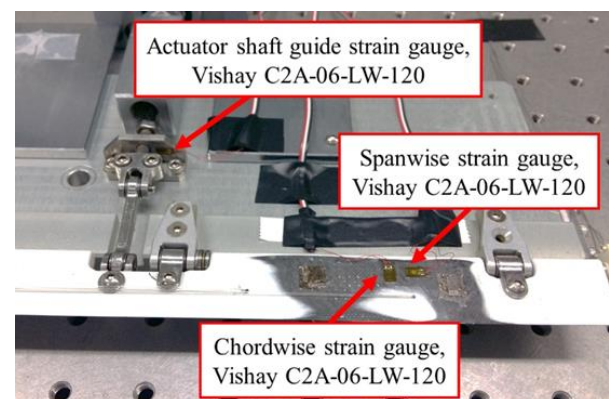 Actuator shaft guide strain gauge,
Vishay C2A-06-LW-120
Spanwise strain gauge,
Vishay C2A-06-LW-120
Chordwise strain gauge,
Vishay C2A-06-LW-120